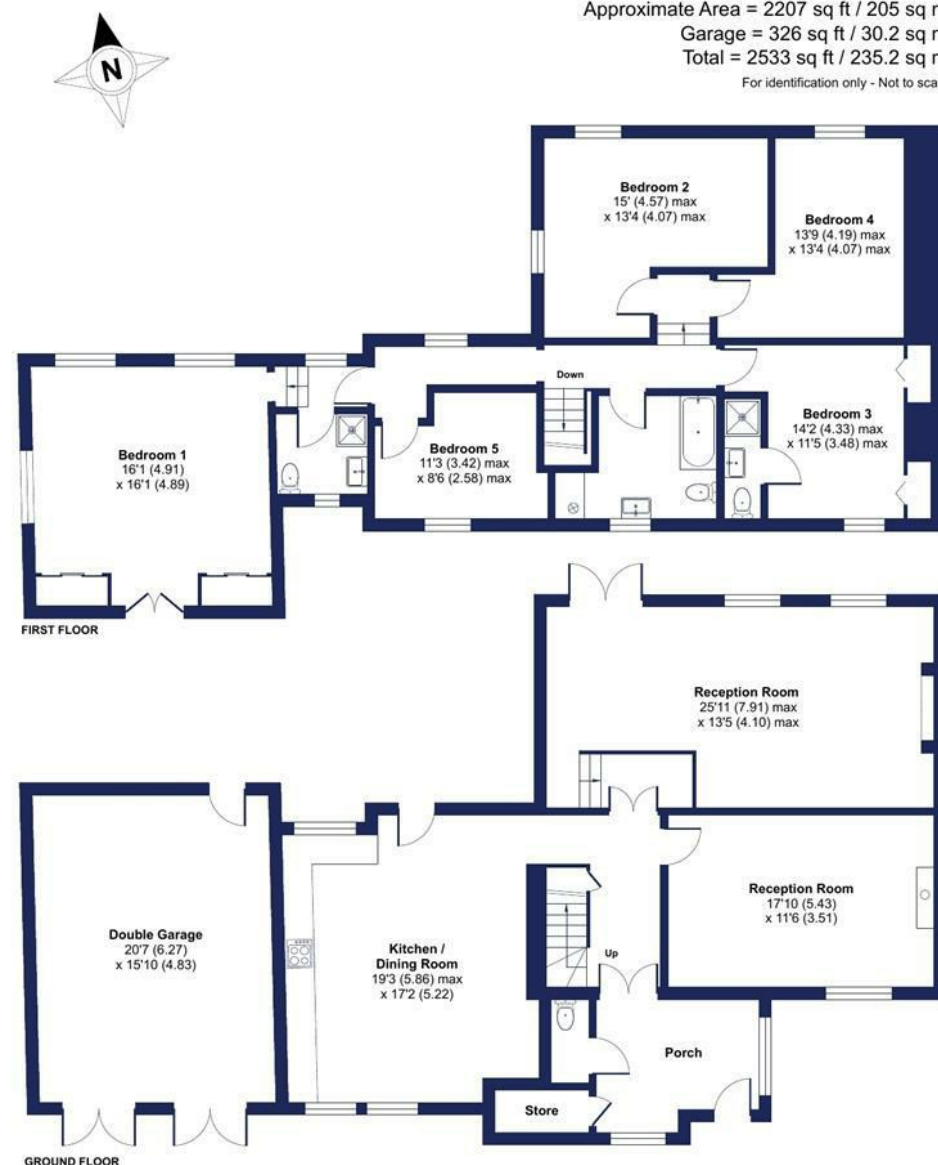 Approximate Area = 2207 sq ft / 205 sq m
Garage = 326 sq ft / 30.2 sq m
Total = 2533 sq ft / 235.2 sq m
For identification only - Not to sca
N
Bedroom 2
15' (4.57) max
x 13'4 (4.07) max
Bedroom 4
13'9 (4.19) max
x 13'4 (4.07) max
Down
Bedroom 1
16'1 (4.91)
x 16'1 (4.89)
Bedroom 5
11'3 (3.42) max
x 8'6 (2.58) max
Bedroom 3
14'2 (4.33) max
x 11'5 (3.48) max
FIRST FLOOR
Reception Room
25'11 (7.91) max
x 13'5 (4.10) max
Reception Room
17'10 (5.43)
x 11'6 (3.51)
Double Garage
20'7 (6.27)
x 15'10 (4.83)
Kitchen /
Dining Room
19'3 (5.86) max
x 17'2 (5.22)
Up
Porch
Store
GROUND FLOOR